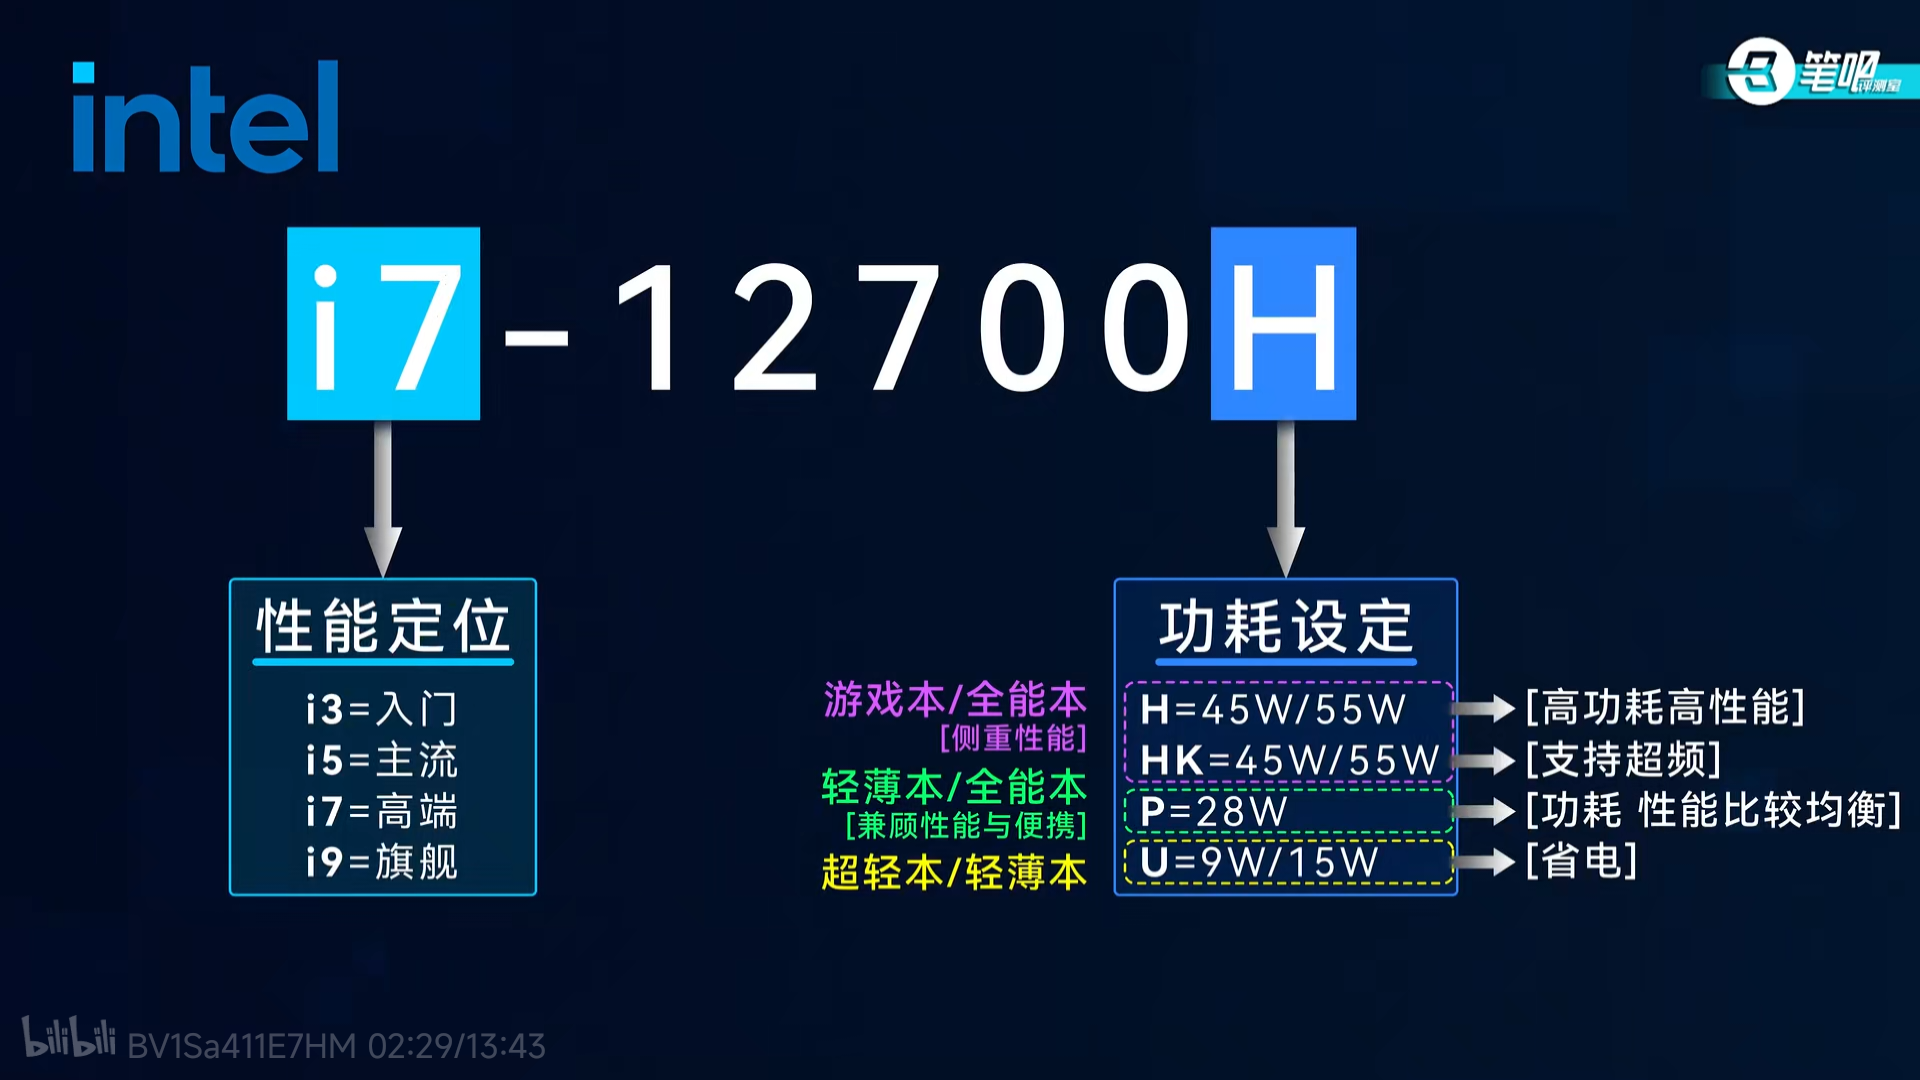 intel
笔吧评测室
i7-12700H
性能定位
i3=入门
i5=主流
i7=高端
i9=旗舰
功耗设定
游戏本/全能本
[侧重性能]
轻薄本/全能本
[兼顾性能与便携]
超轻本/轻薄本
H=45W/55W
HK=45W/55W
P=28W
U=9W/15W
[高功耗高性能]
[支持超频]
[功耗 性能比较均衡]
[省电]
bilibili BV1Sa411E7HM 02:29/13:43